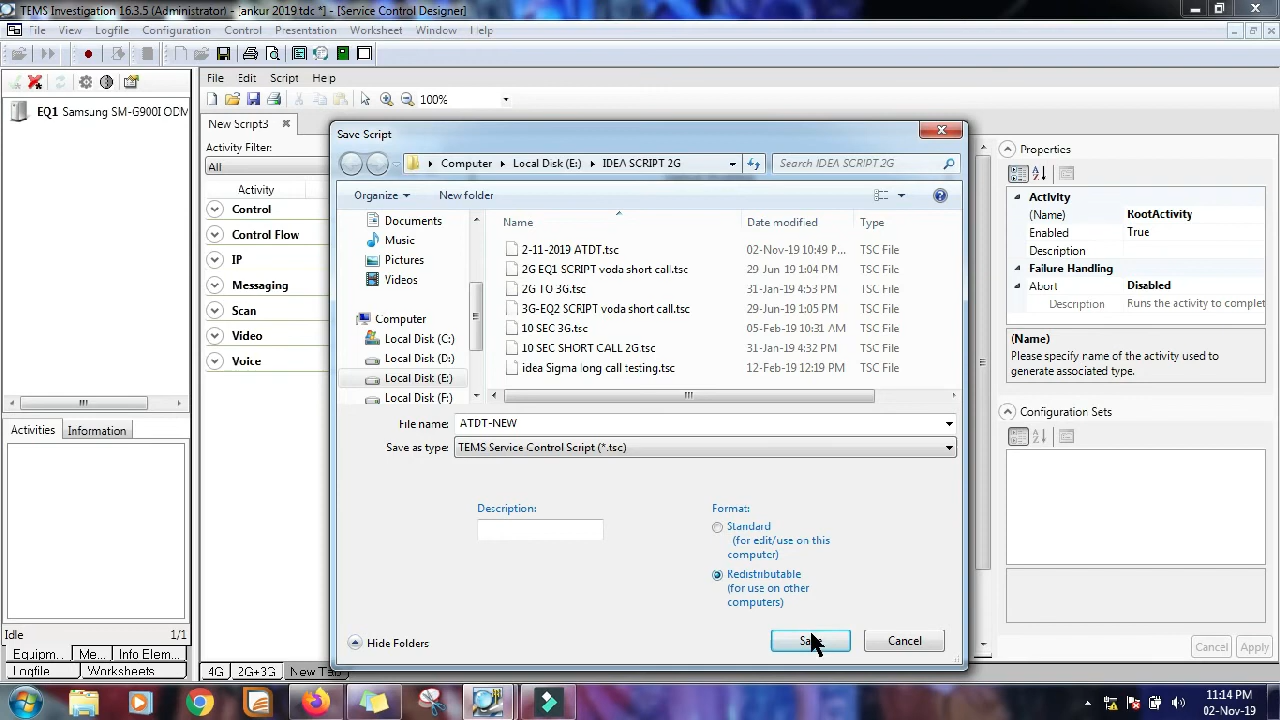 TEMS Investigation 16.3.5 (Administrator) - [ankur 2019 tdc *] - [Service Control Designer]
File View Logfile Configuration Control Presentation Worksheet Window Help
File Edit Script Help
EQ1 Samsung SM-G900I ODM
100%
New Script3
Activity Filter:
All
Activity
Control
Control Flow
IP
Messaging
Scan
Video
Voice
Save Script
Computer Local Disk (E:) IDEA SCRIPT 2G
Search IDEA SCRIPT 2G
Organize New folder
Documents
Music
Pictures
Videos
Computer
Local Disk (C:)
Local Disk (D:)
Local Disk (E:)
Local Disk (F:)
Name Date modified Type
2-11-2019 ATDT.tsc 02-Nov-19 10:49 P... TSC File
2G EQ1 SCRIPT voda short call.tsc 29-Jun-19 1:04 PM TSC File
2G TO 3G.tsc 31-Jan-19 4:53 PM TSC File
3G-EQ2 SCRIPT voda short call.tsc 29-Jun-19 1:05 PM TSC File
10 SEC 3G.tsc 05-Feb-19 10:31 AM TSC File
10 SEC SHORT CALL 2G.tsc 31-Jan-19 4:32 PM TSC File
idea Sigma long call testing.tsc 12-Feb-19 12:19 PM TSC File
File name: ATDT-NEW
Save as type: TEMS Service Control Script (*.tsc)
Description:
Format:
Standard
(for edit/use on this
computer)
Redistributable
(for use on other
computers)
Hide Folders
Save Cancel
Properties
Activity
(Name) RootActivity
Enabled True
Description
Failure Handling
Abort Disabled
Description Runs the activity to complet
(Name)
Please specify name of the activity used to
generate associated type.
Configuration Sets
Cancel Apply
Activities Information
Idle 1/1
Equipm... Me... Info Elem...
Logfile Worksheets
4G 2G+3G New Tab
11:14 PM
02-Nov-19